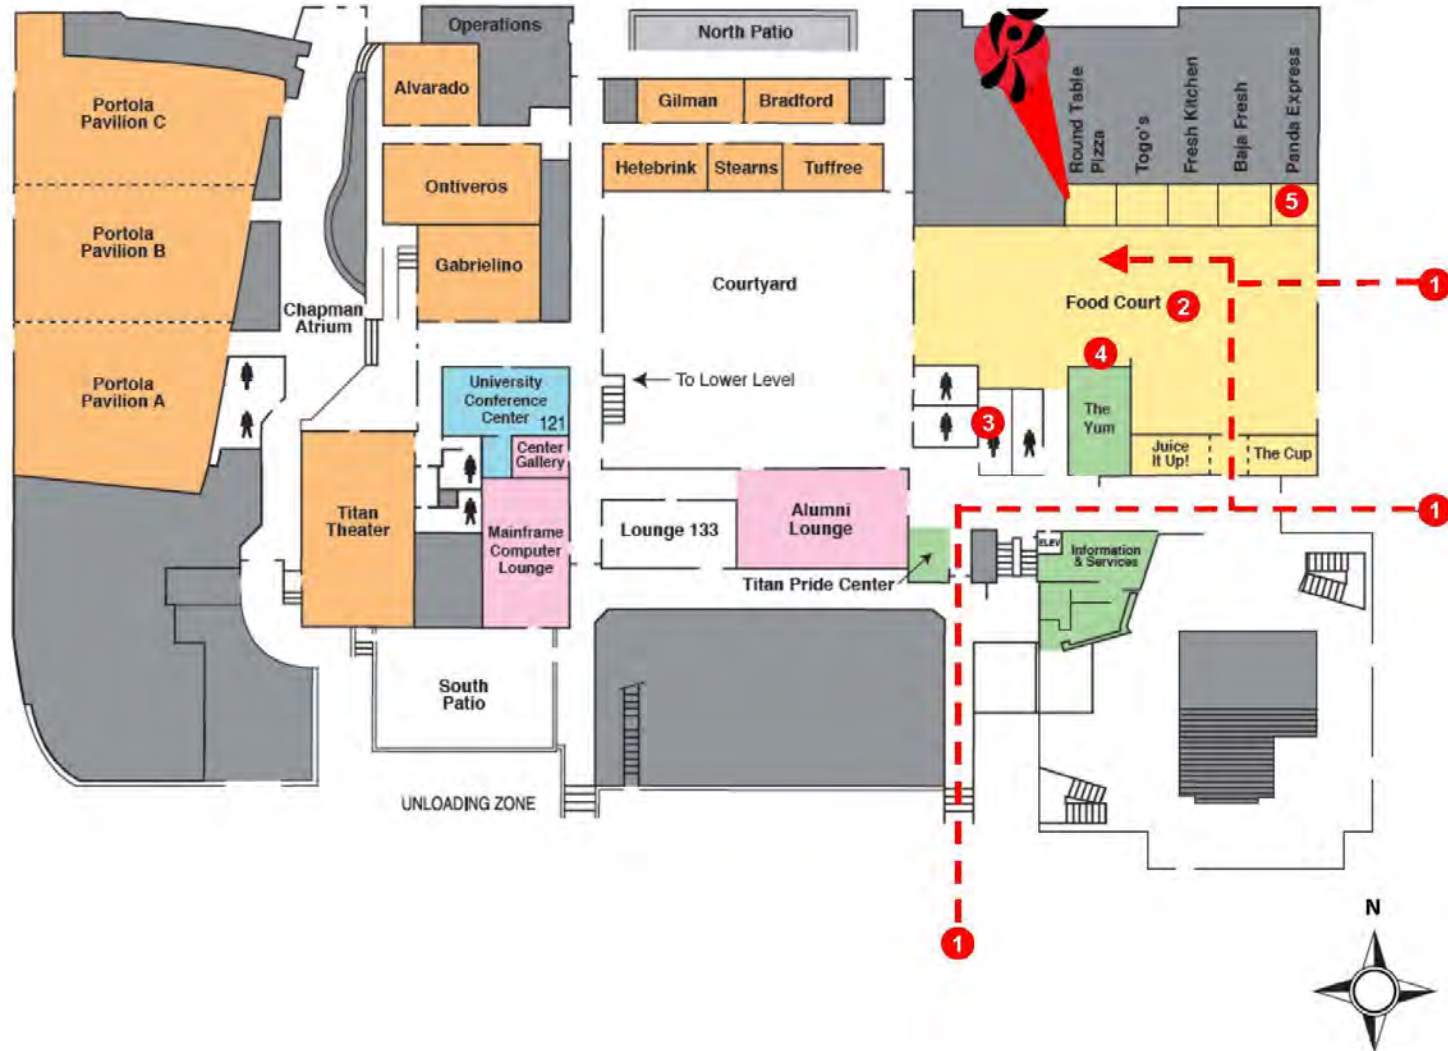 Operations
North Patio
Alvarado
Gilman
Bradford
Portola
Pavilion C
Round Table
Pizza
Togo's
Fresh Kitchen
Baja Fresh
Panda Express
Hetebrink
Stearns
Tuffree
Ontiveros
5
Portola
Pavilion B
Gabrielino
Courtyard
1
Chapman
Atrium
Food Court
2
4
To Lower Level
Portola
Pavilion A
University
Conference
Center
121
The
Yum
3
Center
Gallery
Juice
It Up!
The Cup
Titan
Theater
Mainframe
Computer
Lounge
Lounge 133
Alumni
Lounge
1
ELEV
Information
& Services
Titan Pride Center
South
Patio
UNLOADING ZONE
1
N